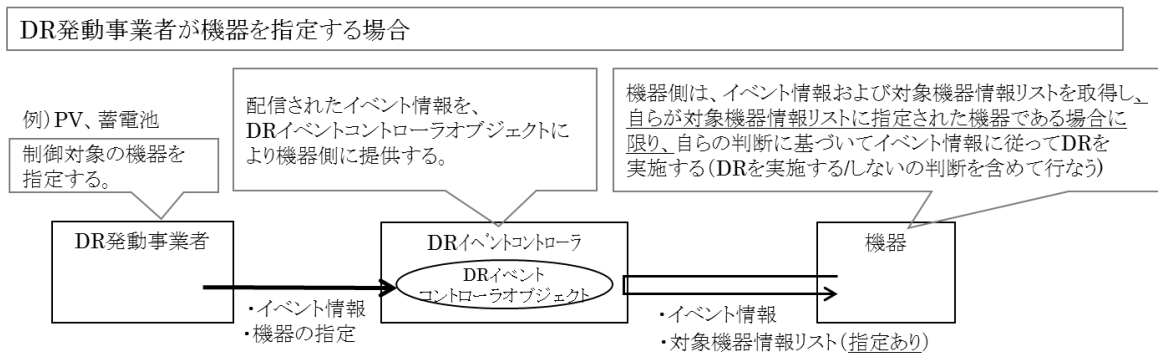 DR発動事業者が機器を指定する場合
例）PV、蓄電池
制御対象の機器を
指定する。
配信されたイベント情報を、
DRイベントコントローラオブジェクトに
より機器側に提供する。
機器側は、イベント情報および対象機器情報リストを取得し、
自らが対象機器情報リストに指定された機器である場合に
限り、自らの判断に基づいてイベント情報に従ってDRを
実施する（DRを実施する/しないの判断を含めて行なう）
DR発動事業者
DRイベントコントローラ
DRイベント
コントローラオブジェクト
機器
・イベント情報
・機器の指定
・イベント情報
・対象機器情報リスト（指定あり）